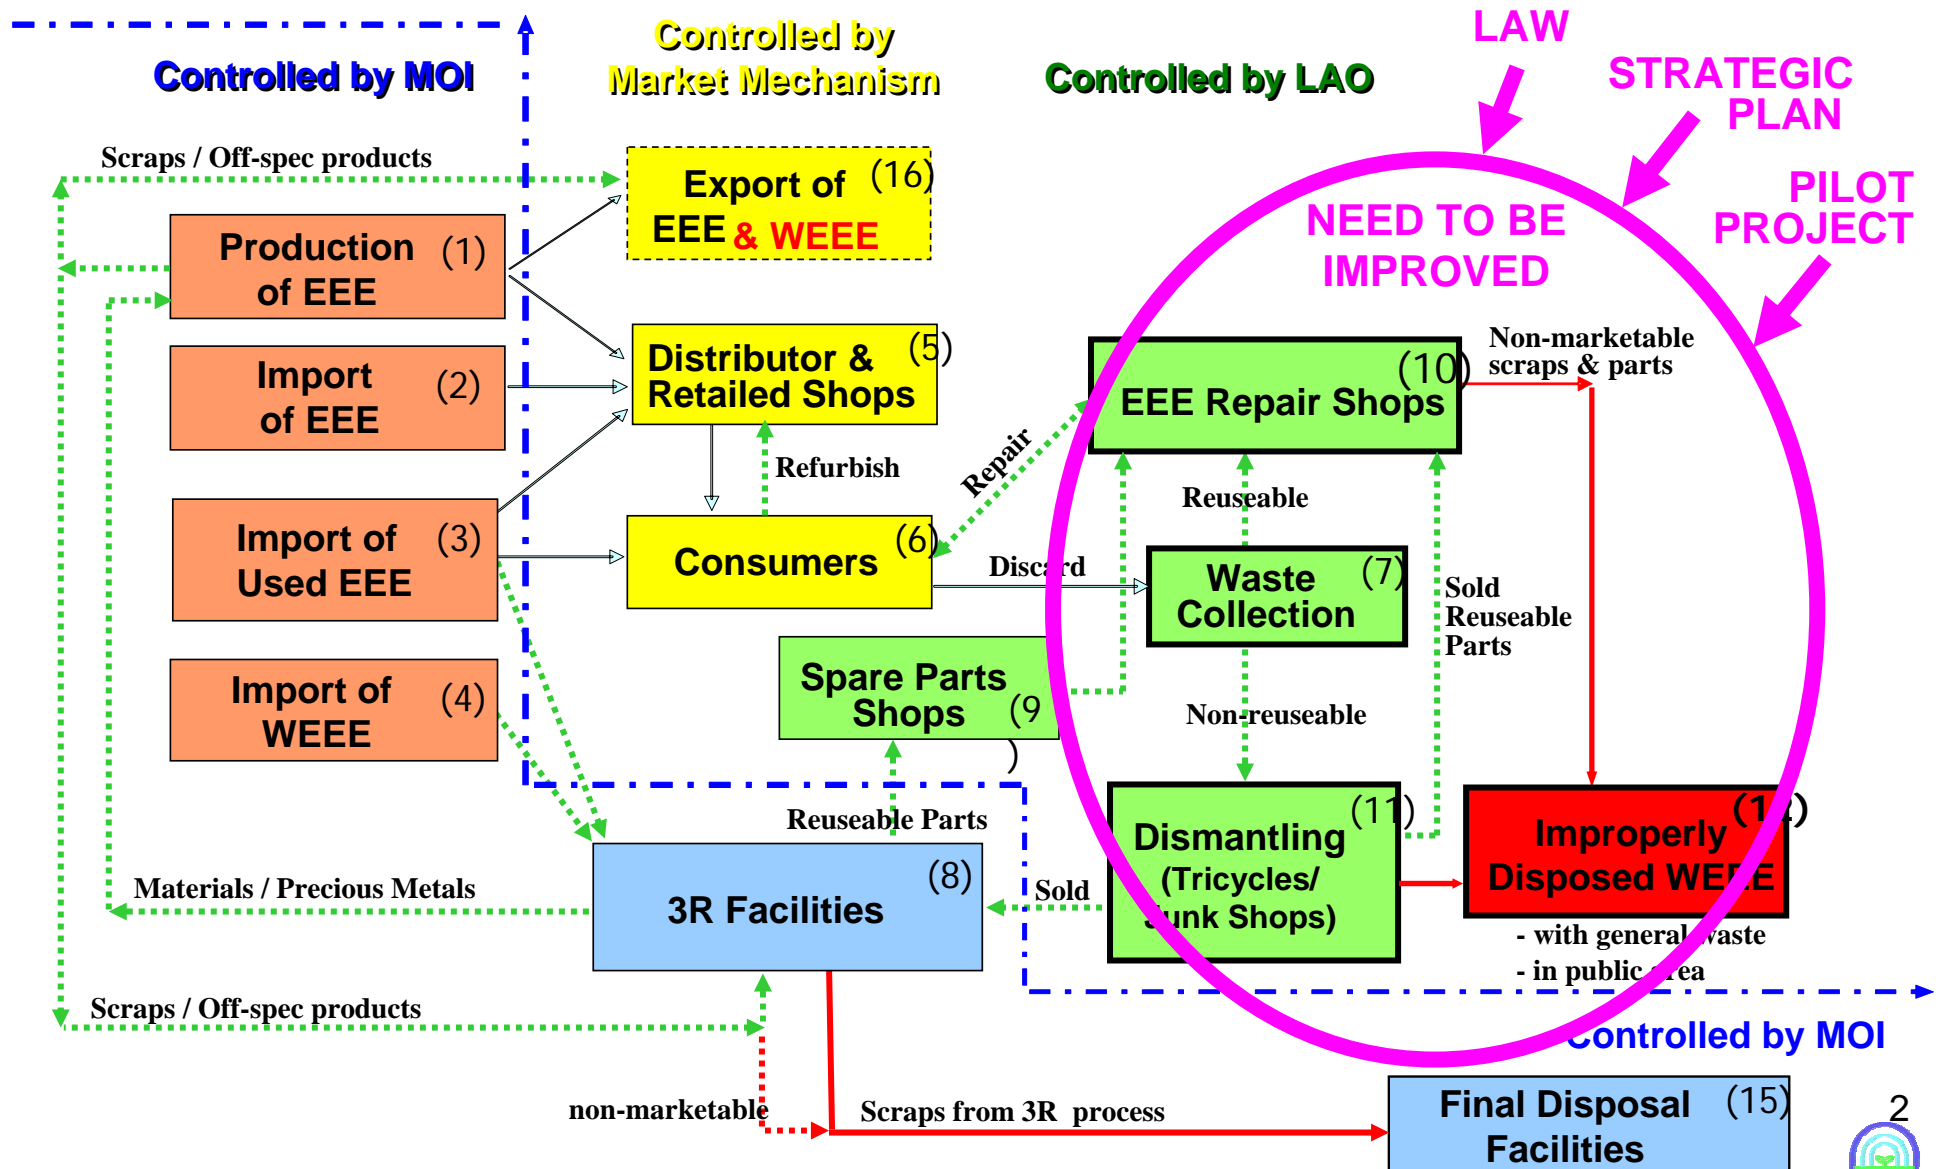 Controlled by MOI
Controlled by
Market Mechanism
Controlled by LAO
LAW
STRATEGIC
PLAN
PILOT
PROJECT
NEED TO BE
IMPROVED
Scraps / Off-spec products
Export of (16)
EEE & WEEE
Production (1)
of EEE
Import (2)
of EEE
Distributor & (5)
Retailed Shops
(10)
EEE Repair Shops
Non-marketable
scraps & parts
Refurbish
Repair
Reuseable
Import of (3)
Used EEE
Consumers (6)
Discard
Waste (7)
Collection
Sold
Reuseable
Parts
Import of (4)
WEEE
Spare Parts
Shops (9
)
Non-reuseable
Reuseable Parts
Dismantling (11)
(Tricycles/
Junk Shops)
Improperly (12)
Disposed WEEE
- with general waste
- in public area
Materials / Precious Metals
3R Facilities (8)
Sold
Scraps / Off-spec products
Controlled by MOI
non-marketable
Scraps from 3R process
Final Disposal (15)
Facilities
2